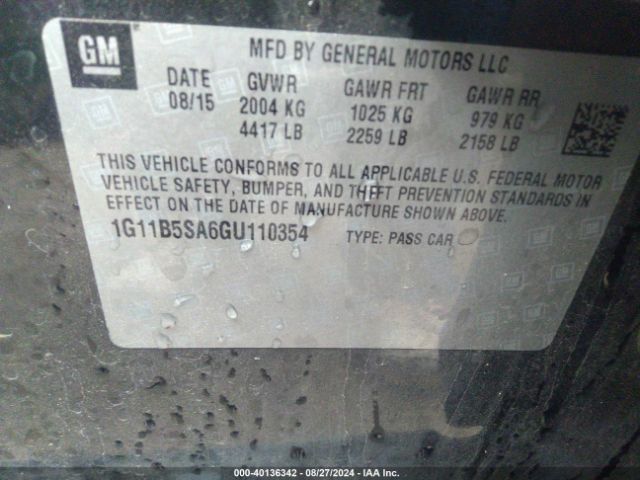 GM
MFD BY GENERAL MOTORS LLC
DATE GVWR GAWR FRT GAWR RR
08/15 2004 KG 1025 KG 979 KG
4417 LB 2259 LB 2158 LB
THIS VEHICLE CONFORMS TO ALL APPLICABLE U.S. FEDERAL MOTOR
VEHICLE SAFETY, BUMPER, AND THEFT PREVENTION STANDARDS IN
EFFECT ON THE DATE OF MANUFACTURE SHOWN ABOVE.
1G11B5SA6GU110354 TYPE: PASS CAR
000-40136342 / 08/27/2024 - IAA Inc.